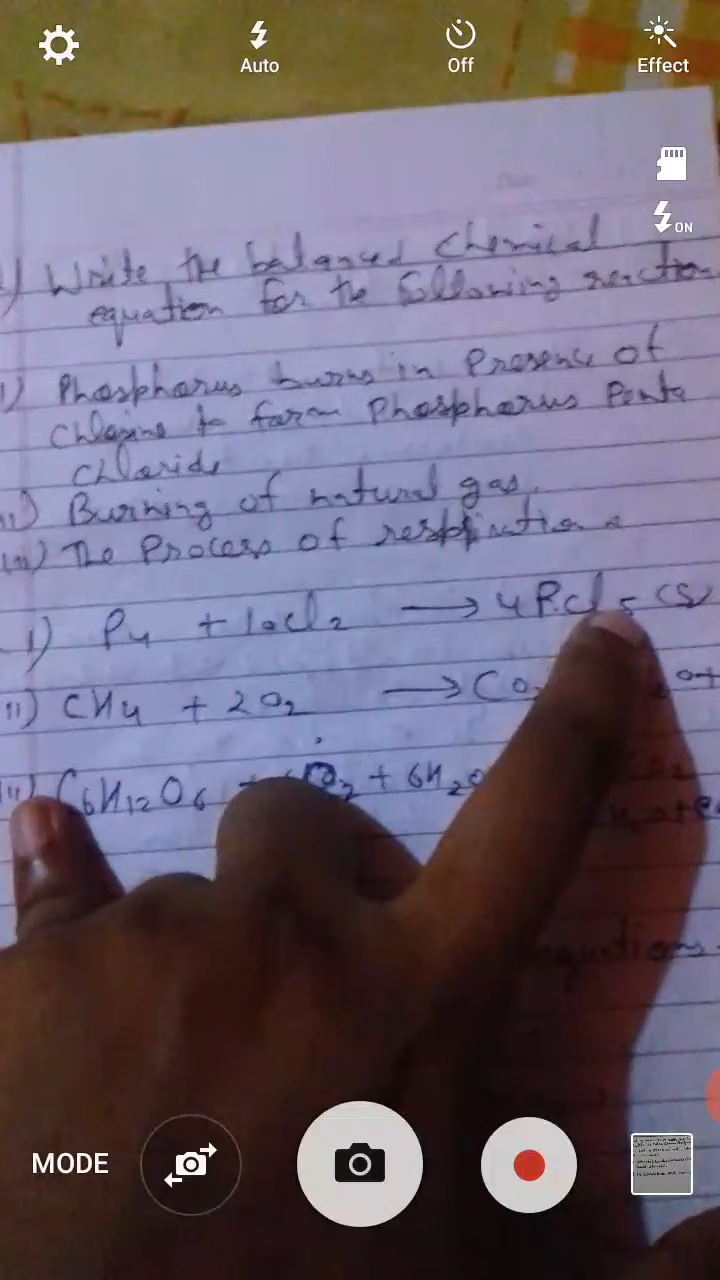 Auto
Off
Effect
ON
Write the balanced chemical
equation for the following reaction
i) Phosphorus burns in Presence of
chlorine to form Phosphorus Penta
chloride
ii) Burning of natural gas.
iii) The Process of respiration
i) P4 + 10Cl2 → 4PCl5 (s)
ii) CH4 + 2O2 → CO2
iii) C6H12O6 + 6O2 + 6H2O
equations
MODE